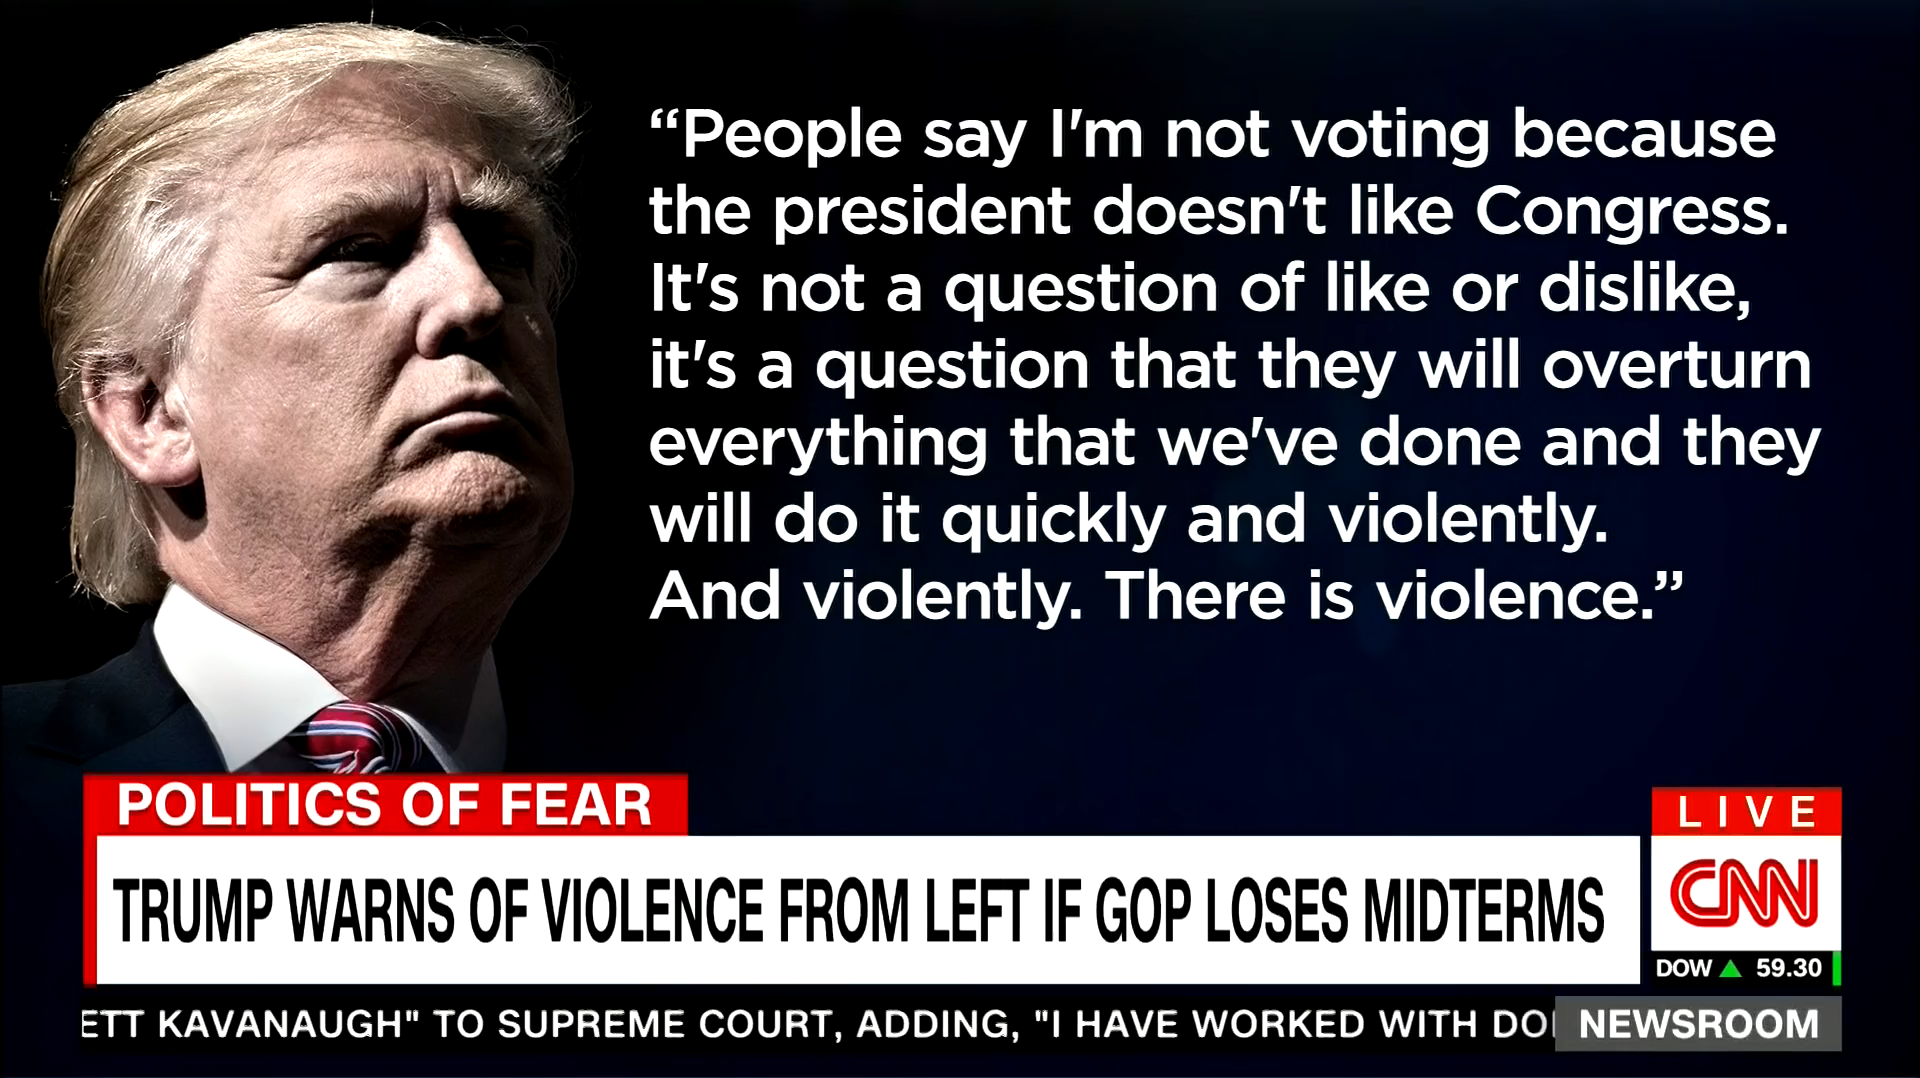 “People say I'm not voting because
the president doesn't like Congress.
It's not a question of like or dislike,
it's a question that they will overturn
everything that we've done and they
will do it quickly and violently.
And violently. There is violence.”
POLITICS OF FEAR
TRUMP WARNS OF VIOLENCE FROM LEFT IF GOP LOSES MIDTERMS
LIVE
CNN
DOW ▲ 59.30
ETT KAVANAUGH" TO SUPREME COURT, ADDING, "I HAVE WORKED WITH DO
NEWSROOM